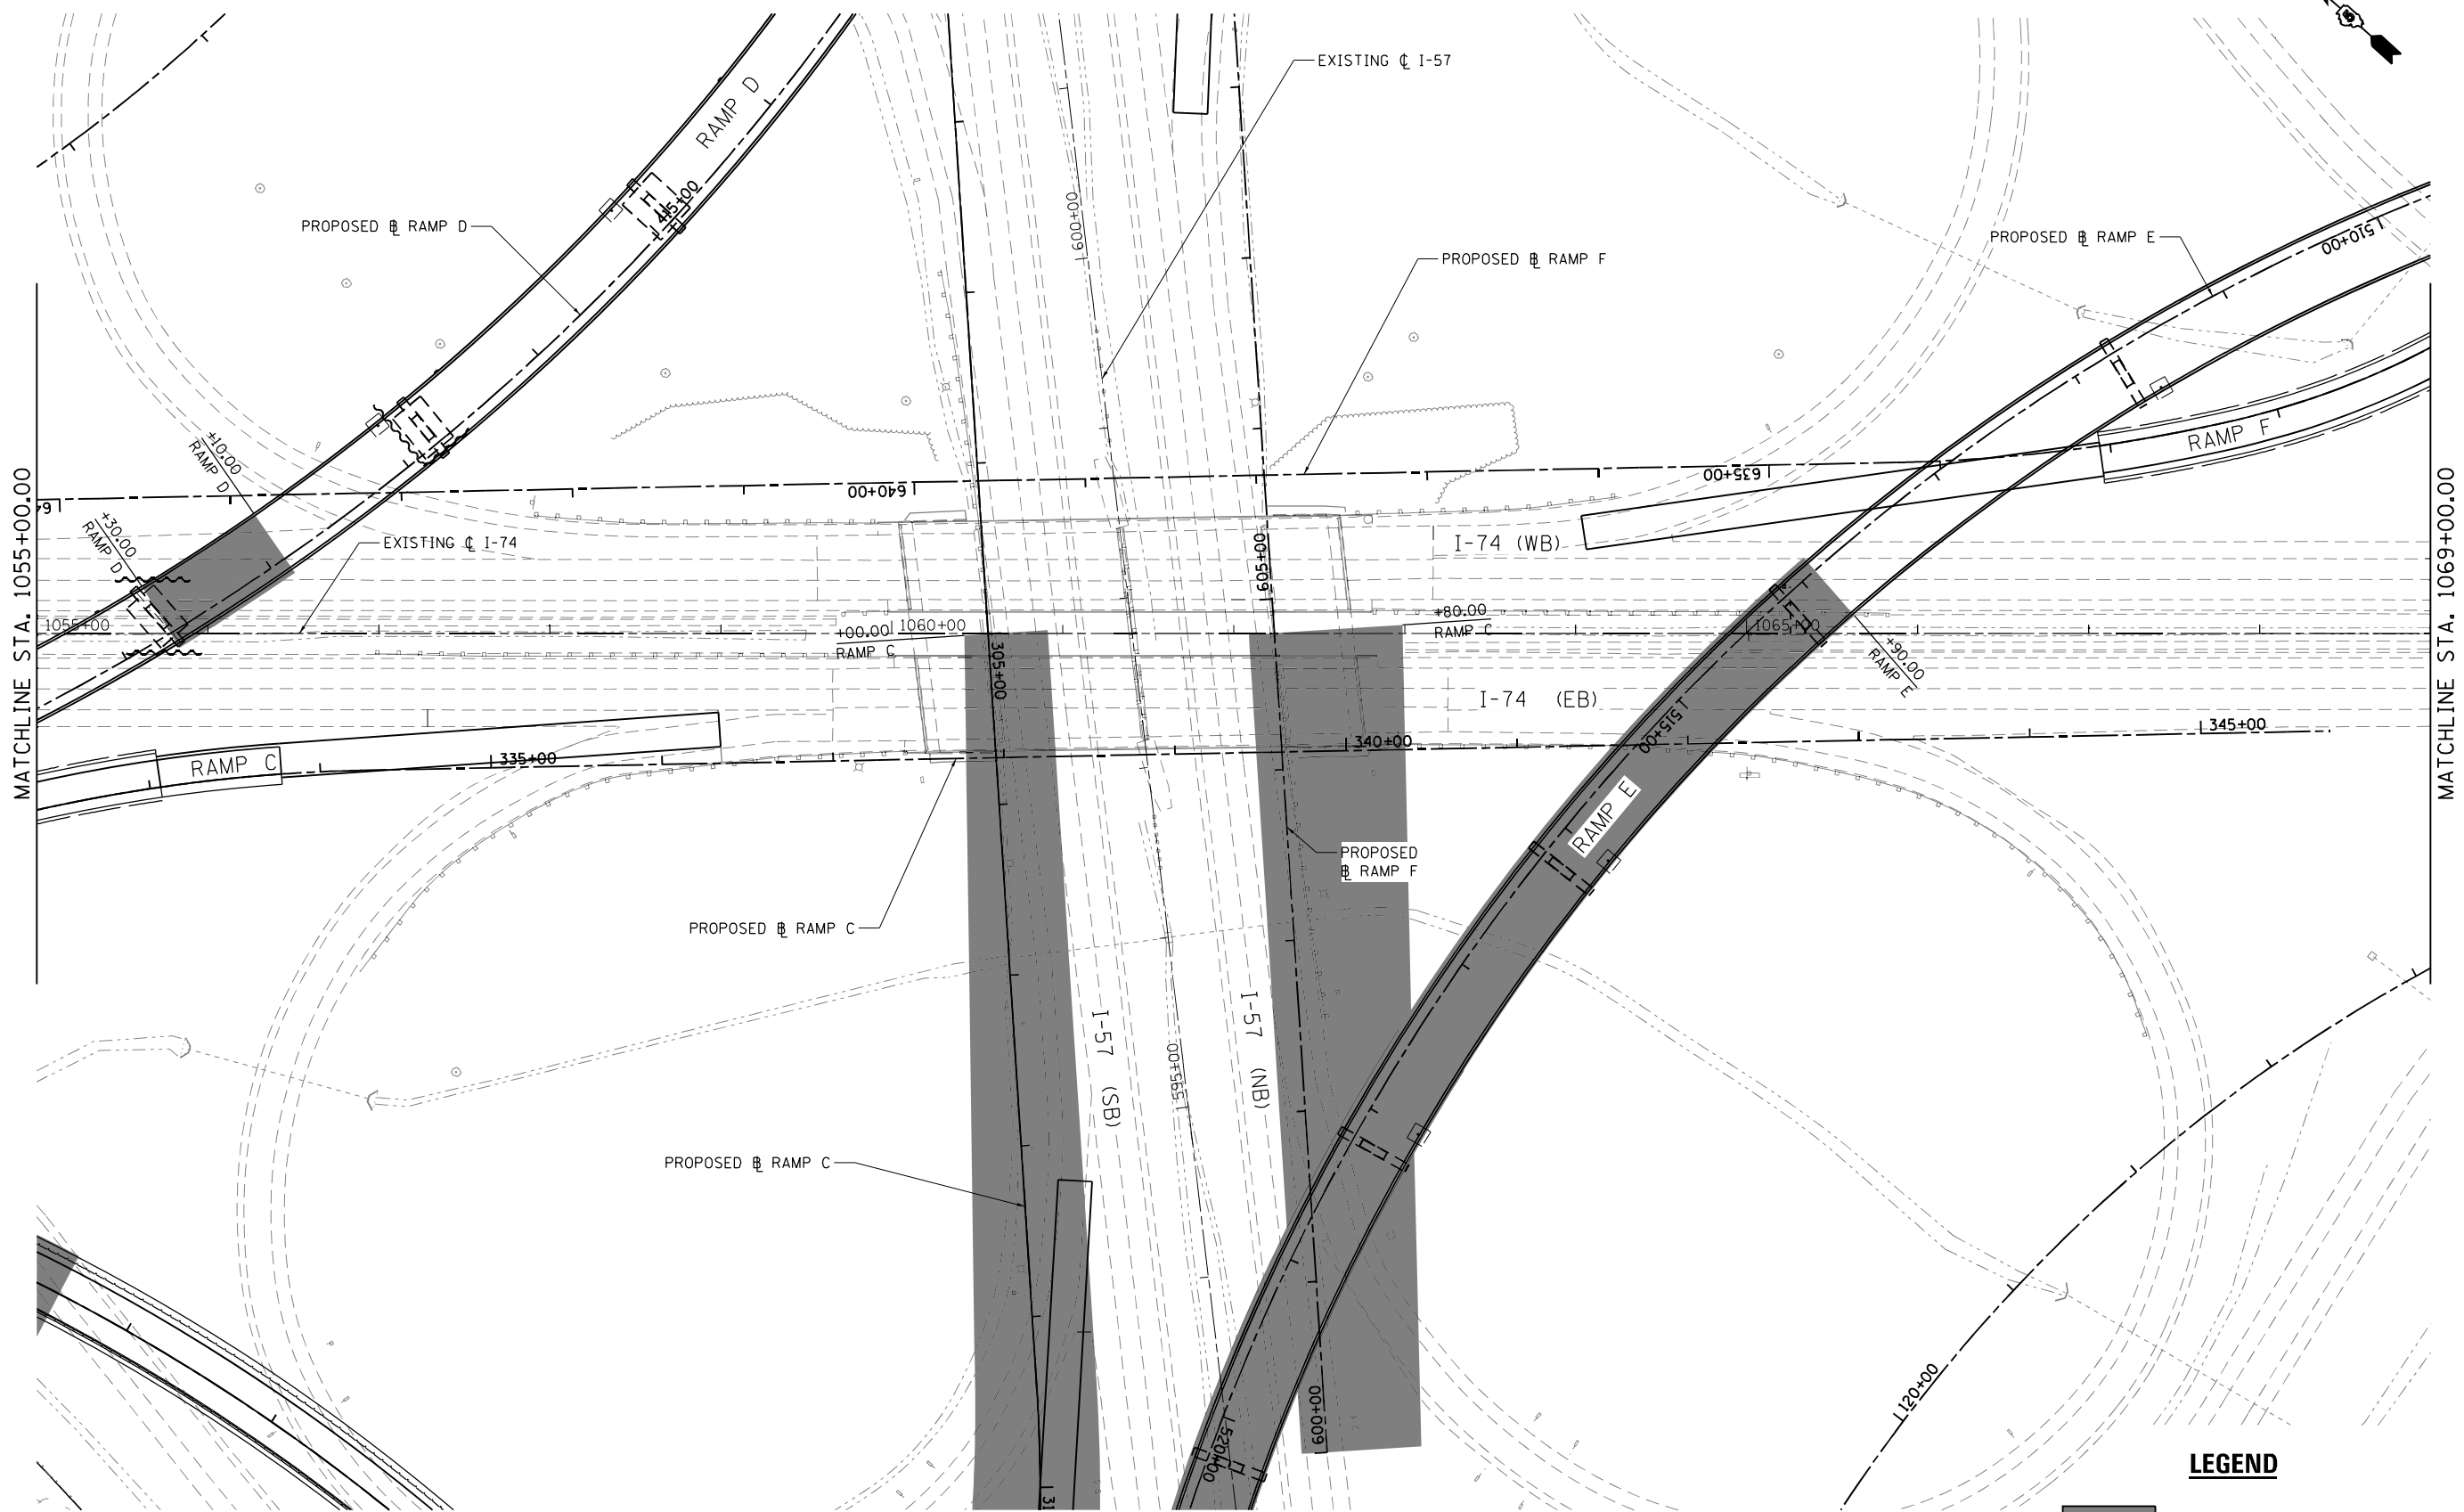 EXISTING ℄ I-57
RAMP D
600+00
415+00
PROPOSED ℄ RAMP D
PROPOSED ℄ RAMP E
510+00
PROPOSED ℄ RAMP F
±10.00
RAMP D
RAMP F
MATCHLINE STA. 1055+00.00
MATCHLINE STA. 1069+00.00
640+00
635+00
64
±30.00
RAMP D
EXISTING ℄ I-74
I-74 (WB)
605+00
+80.00
RAMP C
1055+00
+00.00
RAMP C
1060+00
1065+00
305+00
+90.00
RAMP E
I-74 (EB)
515+00
345+00
340+00
335+00
RAMP C
RAMP E
PROPOSED
℄ RAMP F
PROPOSED ℄ RAMP C
I-57 (SB)
I-57 (NB)
595+00
PROPOSED ℄ RAMP C
120+00
609+00
520+00
LEGEND
31